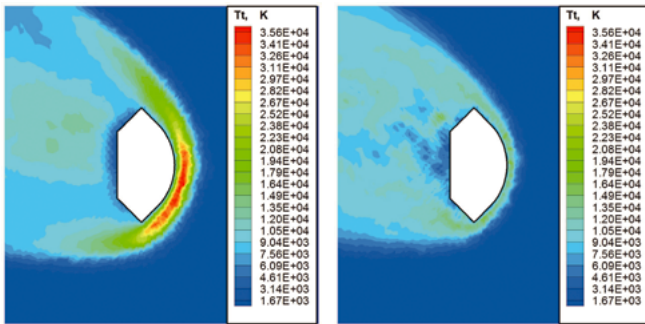 Tt, K
3.56E+04
3.41E+04
3.26E+04
3.11E+04
2.97E+04
2.82E+04
2.67E+04
2.52E+04
2.38E+04
2.23E+04
2.08E+04
1.94E+04
1.79E+04
1.64E+04
1.49E+04
1.35E+04
1.20E+04
1.05E+04
9.04E+03
7.56E+03
6.09E+03
4.61E+03
3.14E+03
1.67E+03
Tt, K
3.56E+04
3.41E+04
3.26E+04
3.11E+04
2.97E+04
2.82E+04
2.67E+04
2.52E+04
2.38E+04
2.23E+04
2.08E+04
1.94E+04
1.79E+04
1.64E+04
1.49E+04
1.35E+04
1.20E+04
1.05E+04
9.04E+03
7.56E+03
6.09E+03
4.61E+03
3.14E+03
1.67E+03